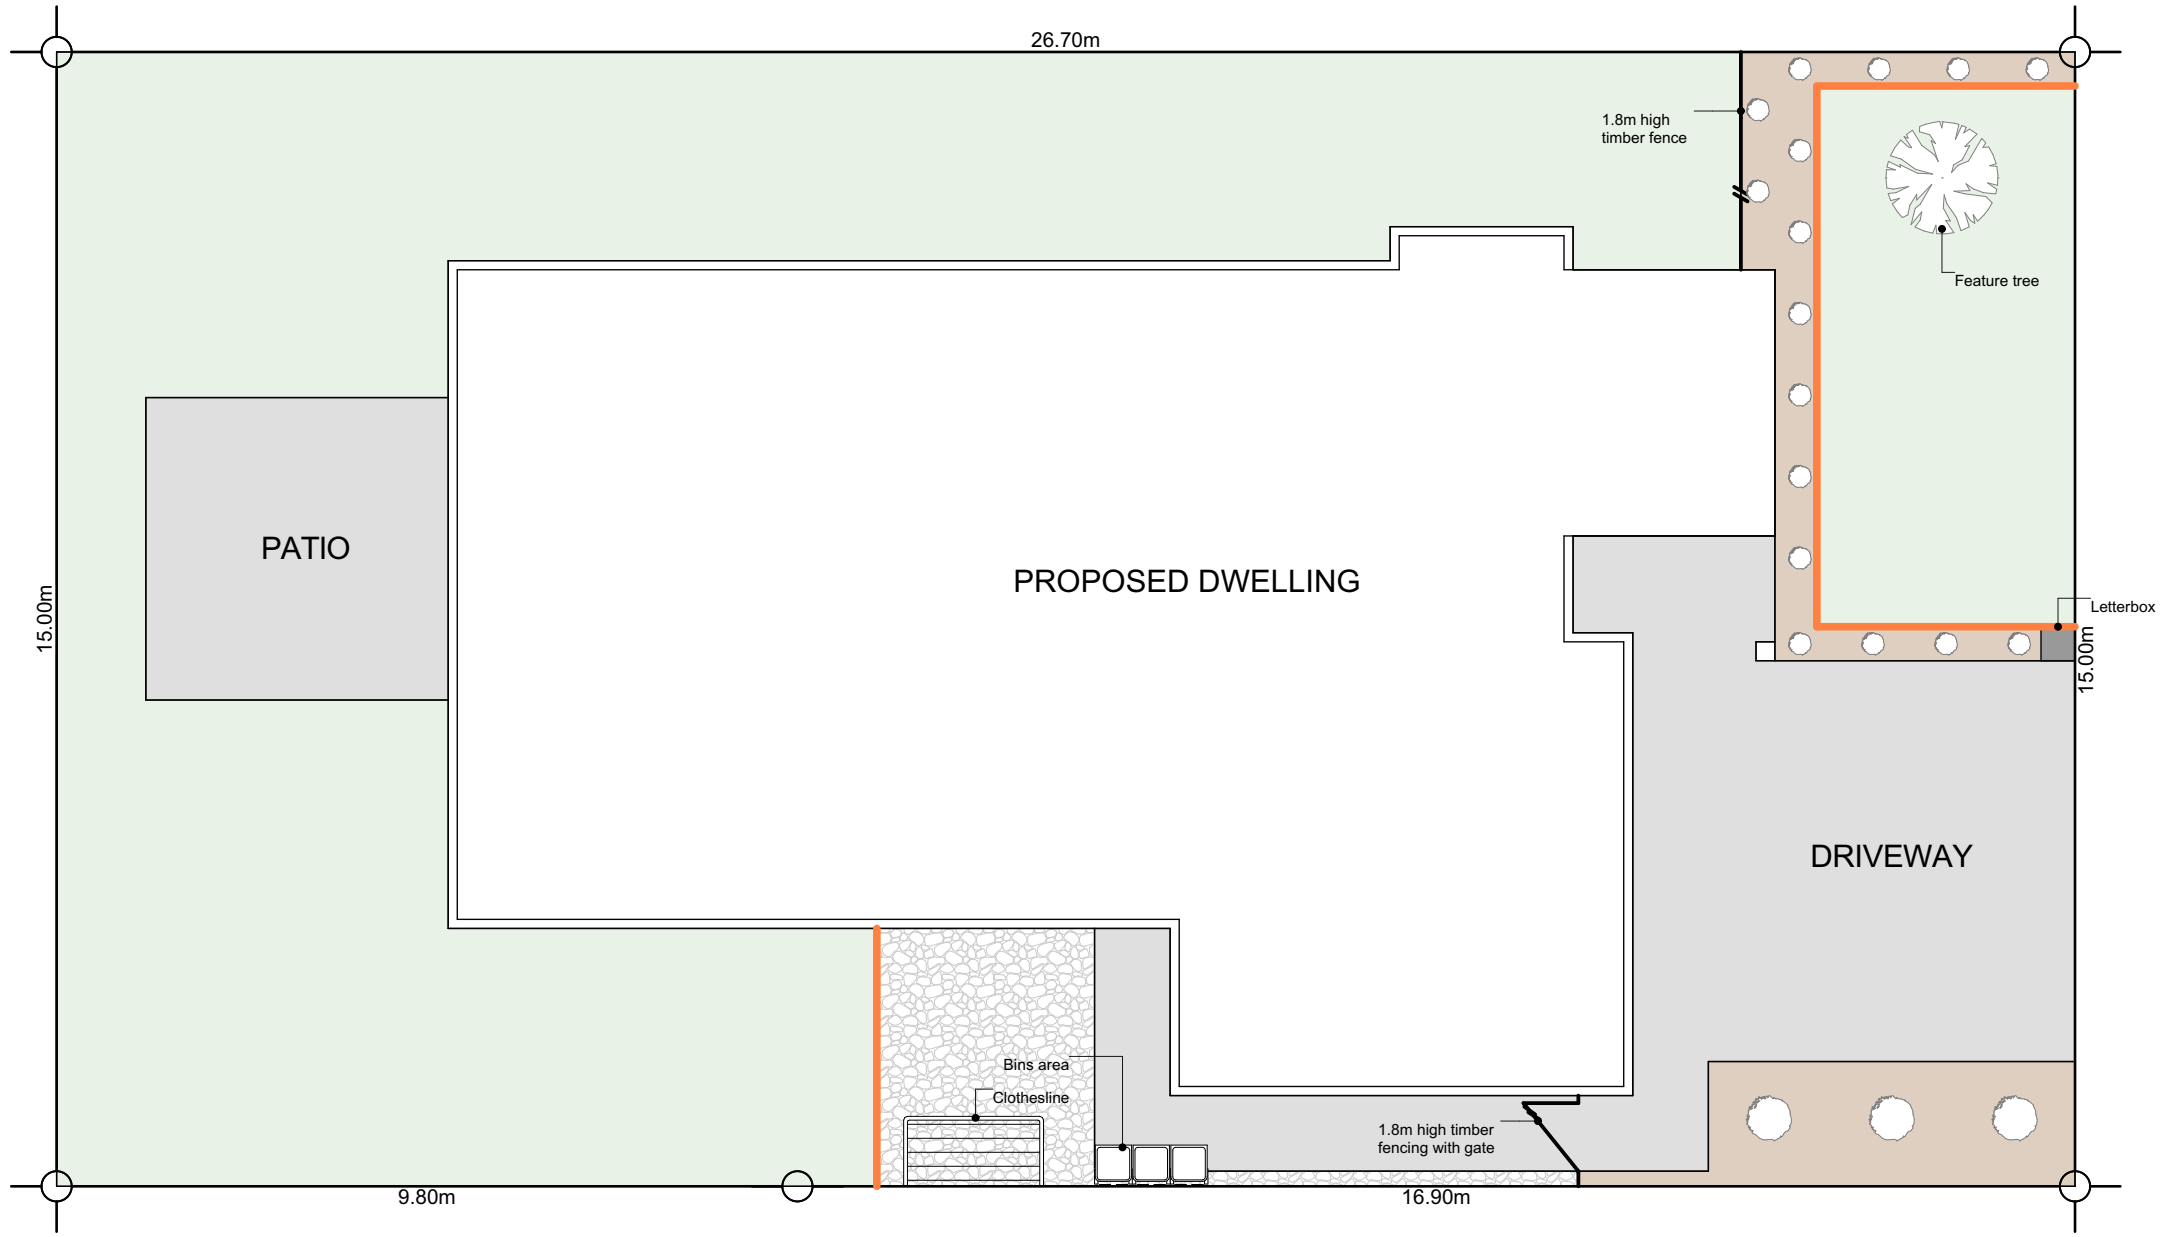 26.70m
1.8m high
timber fence
Feature tree
PATIO
PROPOSED DWELLING
15.00m
Letterbox
15.00m
DRIVEWAY
Bins area
Clothesline
1.8m high timber
fencing with gate
9.80m
16.90m